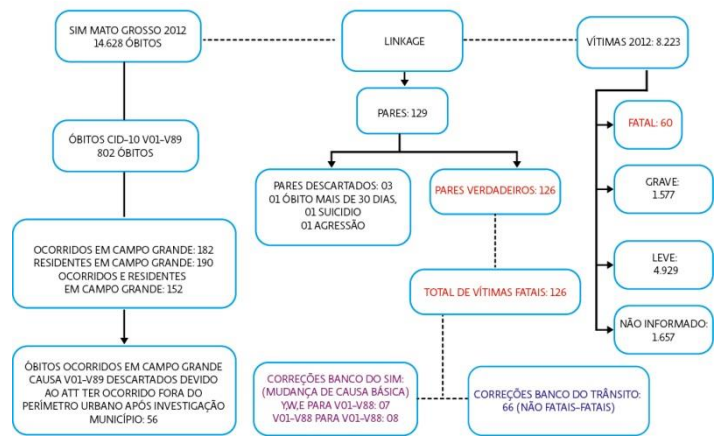 SIM MATO GROSSO 2012
14.628 ÓBITOS
ÓBITOS CID-10 V01-V89
802 ÓBITOS
OCORRIDOS EM CAMPO GRANDE: 182
RESIDENTES EM CAMPO GRANDE: 190
OCORRIDOS E RESIDENTES
EM CAMPO GRANDE: 152
ÓBITOS OCORRIDOS EM CAMPO GRANDE
CAUSA V01-V89 DESCARTADOS DEVIDO
AO ATT TER OCORRIDO FORA DO
PERÍMETRO URBANO APÓS INVESTIGAÇÃO
MUNICÍPIO: 56
LINKAGE
PARES: 129
PARES DESCARTADOS: 03
01 ÓBITO MAIS DE 30 DIAS,
01 SUICIDIO
01 AGRESSÃO
PARES VERDADEIROS: 126
TOTAL DE VÍTIMAS FATAIS: 126
CORREÇÕES BANCO DO SIM:
(MUDANÇA DE CAUSA BÁSICA)
Y,W,E PARA V01-V88: 07
V01-V88 PARA V01-V88: 08
CORREÇÕES BANCO DO TRÂNSITO:
66 (NÃO FATAIS-FATAIS)
VÍTIMAS 2012: 8.223
FATAL: 60
GRAVE:
1.577
LEVE:
4.929
NÃO INFORMADO:
1.657